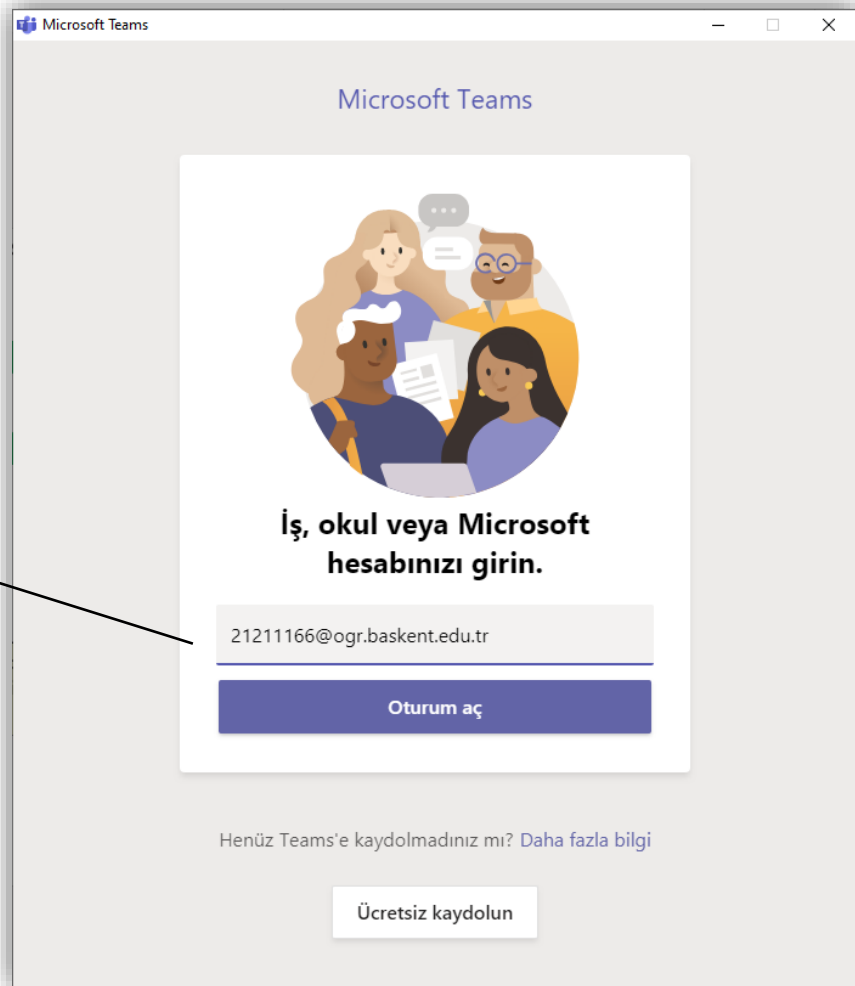 Microsoft Teams
Microsoft Teams
İş, okul veya Microsoft
hesabınızı girin.
21211166@ogr.baskent.edu.tr
Oturum aç
Henüz Teams'e kaydolmadınız mı? Daha fazla bilgi
Ücretsiz kaydolun